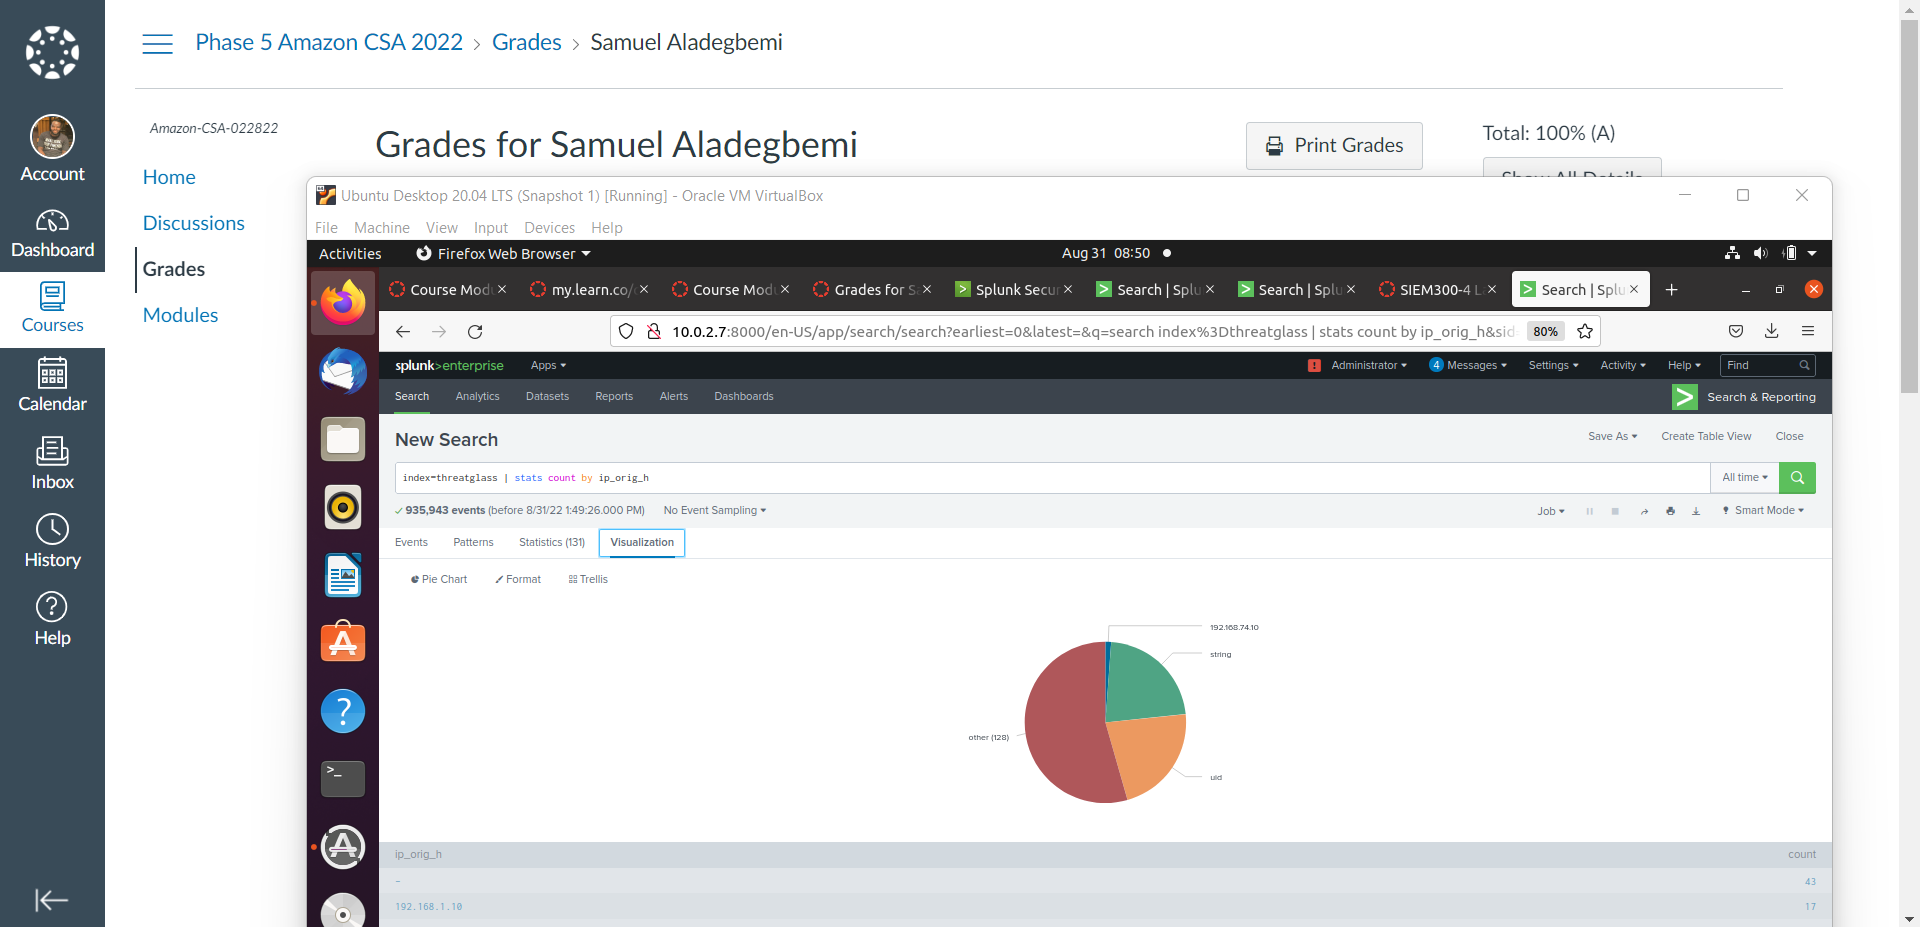 Phase 5 Amazon CSA 2022 › Grades › Samuel Aladegbemi
Amazon-CSA-022822
Account
Dashboard
Courses
Calendar
Inbox
History
Help
Home
Discussions
Grades
Modules
Grades for Samuel Aladegbemi
Print Grades
Total: 100% (A)
Ubuntu Desktop 20.04 LTS (Snapshot 1) [Running] - Oracle VM VirtualBox
File Machine View Input Devices Help
Activities Firefox Web Browser Aug 31 08:50
Course Modu my.learn.co/ Course Modu Grades for Sa Splunk Secur Search | Splu Search | Splu SIEM300-4 L Search | Splu
10.0.2.7:8000/en-US/app/search/search?earliest=0&latest=&q=search index%3Dthreatglass | stats count by ip_orig_h&sid 80%
splunk>enterprise Apps Administrator 4 Messages Settings Activity Help Find
Search Analytics Datasets Reports Alerts Dashboards Search & Reporting
New Search Save As Create Table View Close
index=threatglass | stats count by ip_orig_h All time
935,943 events (before 8/31/22 1:49:26.000 PM) No Event Sampling Job Smart Mode
Events Patterns Statistics (131) Visualization
Pie Chart Format Trellis
192.168.74.10
string
other (128)
uid
ip_orig_h count
- 43
192.168.1.10 17